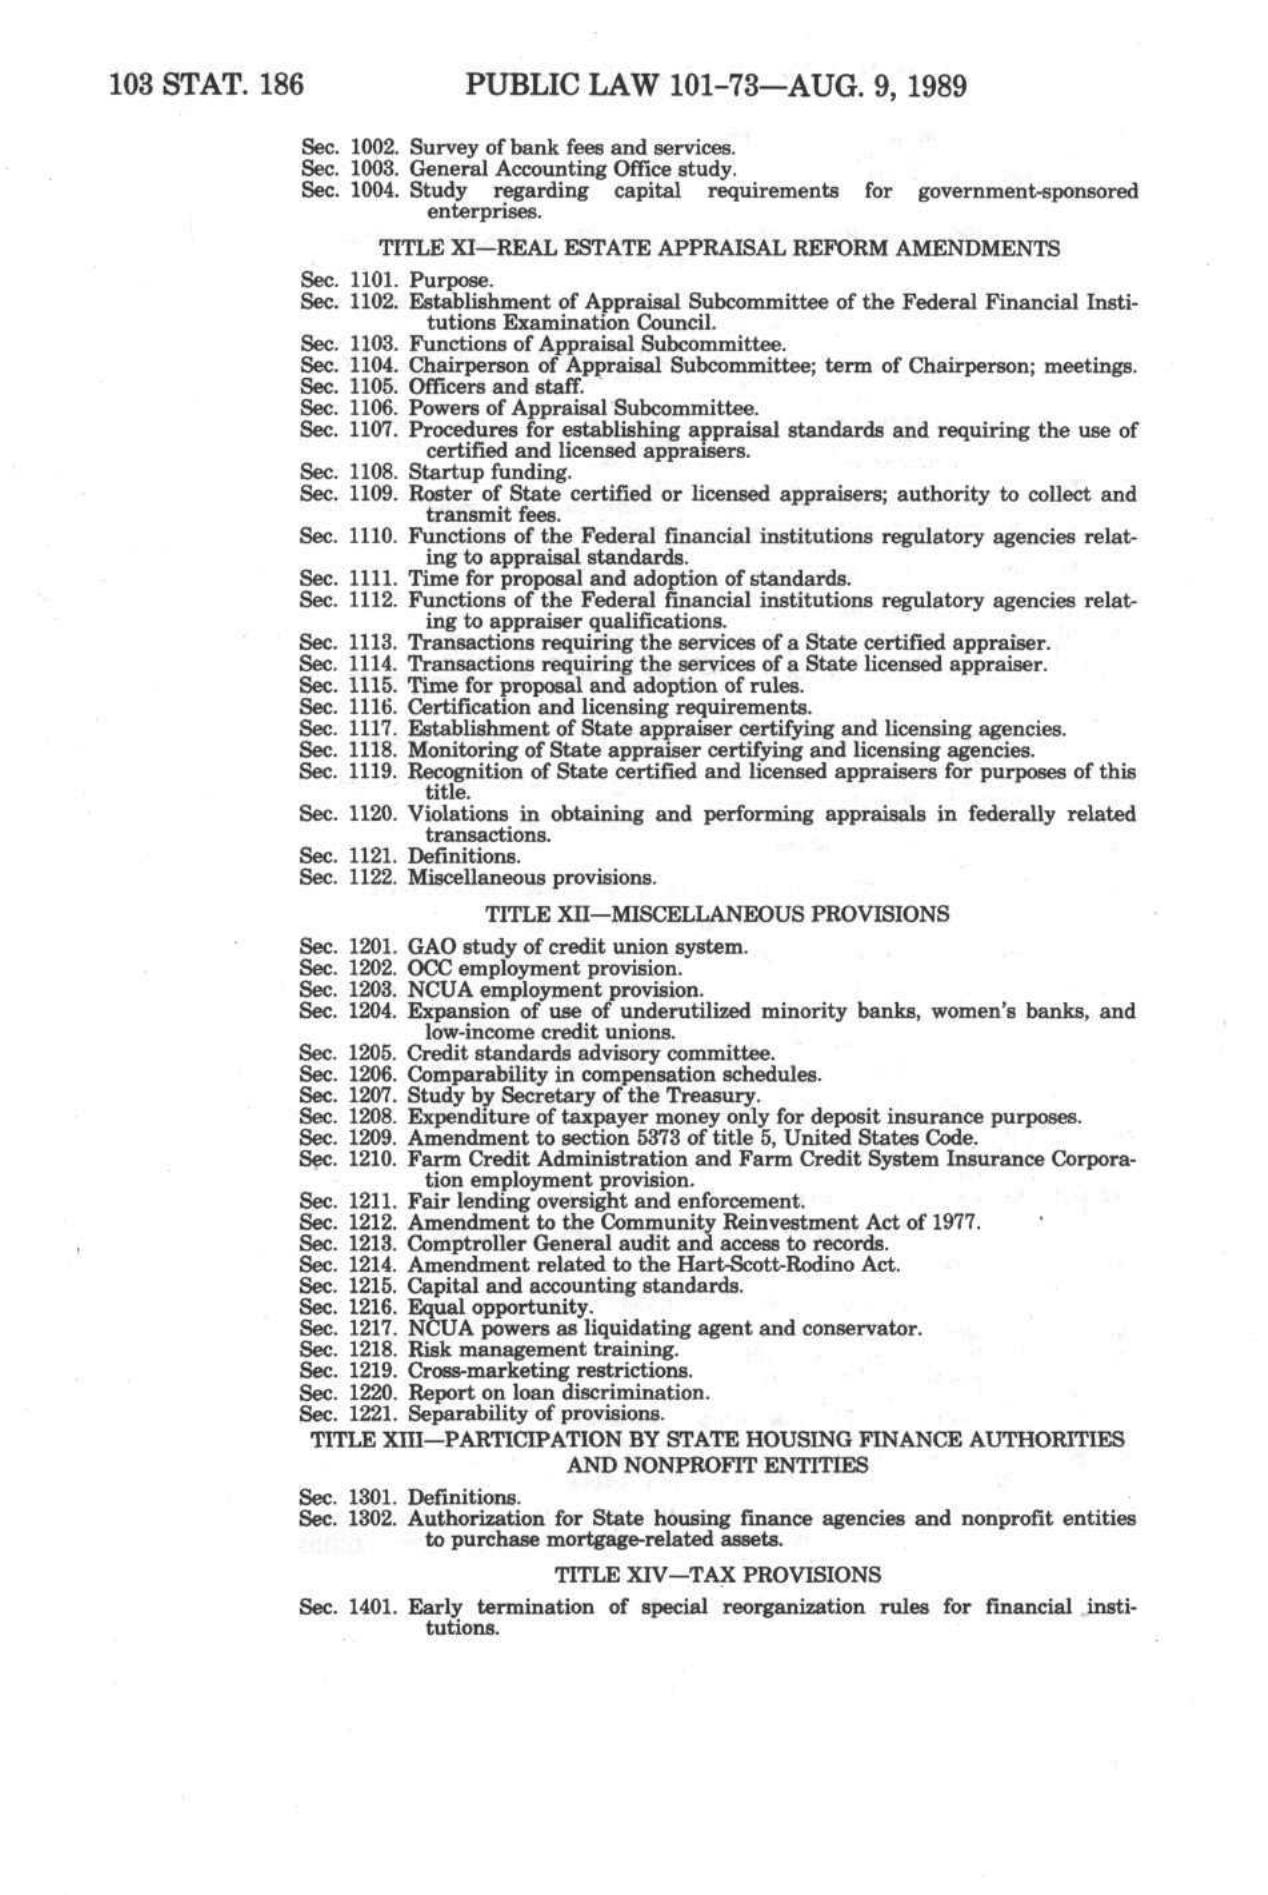 103 STAT. 186 PUBLIC LAW 101-73—AUG. 9, 1989
Sec. 1002. Survey of bank fees and services.
Sec. 1003. General Accounting Office study.
Sec. 1004. Study regarding capital requirements for government-sponsored
enterprises.
TITLE XI—REAL ESTATE APPRAISAL REFORM AMENDMENTS
Sec. 1101. Purpose.
Sec. 1102. Establishment of Appraisal Subcommittee of the Federal Financial Insti-
tutions Examination Council.
Sec. 1103. Functions of Appraisal Subcommittee.
Sec. 1104. Chairperson of Appraisal Subcommittee; term of Chairperson; meetings.
Sec. 1105. Officers and staff.
Sec. 1106. Powers of Appraisal Subcommittee.
Sec. 1107. Procedures for establishing appraisal standards and requiring the use of
certified and licensed appraisers.
Sec. 1108. Startup funding.
Sec. 1109. Roster of State certified or licensed appraisers; authority to collect and
transmit fees.
Sec. 1110. Functions of the Federal financial institutions regulatory agencies relat-
ing to appraisal standards.
Sec. 1111. Time for proposal and adoption of standards.
Sec. 1112. Functions of the Federal financial institutions regulatory agencies relat-
ing to appraiser qualifications.
Sec. 1113. Transactions requiring the services of a State certified appraiser.
Sec. 1114. Transactions requiring the services of a State licensed appraiser.
Sec. 1115. Time for proposal and adoption of rules.
Sec. 1116. Certification and licensing requirements.
Sec. 1117. Establishment of State appraiser certifying and licensing agencies.
Sec. 1118. Monitoring of State appraiser certifying and licensing agencies.
Sec. 1119. Recognition of State certified and licensed appraisers for purposes of this
title.
Sec. 1120. Violations in obtaining and performing appraisals in federally related
transactions.
Sec. 1121. Definitions.
Sec. 1122. Miscellaneous provisions.
TITLE XII—MISCELLANEOUS PROVISIONS
Sec. 1201. GAO study of credit union system.
Sec. 1202. OCC employment provision.
Sec. 1203. NCUA employment provision.
Sec. 1204. Expansion of use of underutilized minority banks, women's banks, and
low-income credit unions.
Sec. 1205. Credit standards advisory committee.
Sec. 1206. Comparability in compensation schedules.
Sec. 1207. Study by Secretary of the Treasury.
Sec. 1208. Expenditure of taxpayer money only for deposit insurance purposes.
Sec. 1209. Amendment to section 5373 of title 5, United States Code.
Sec. 1210. Farm Credit Administration and Farm Credit System Insurance Corpora-
tion employment provision.
Sec. 1211. Fair lending oversight and enforcement.
Sec. 1212. Amendment to the Community Reinvestment Act of 1977.
Sec. 1213. Comptroller General audit and access to records.
Sec. 1214. Amendment related to the Hart-Scott-Rodino Act.
Sec. 1215. Capital and accounting standards.
Sec. 1216. Equal opportunity.
Sec. 1217. NCUA powers as liquidating agent and conservator.
Sec. 1218. Risk management training.
Sec. 1219. Cross-marketing restrictions.
Sec. 1220. Report on loan discrimination.
Sec. 1221. Separability of provisions.
TITLE XIII—PARTICIPATION BY STATE HOUSING FINANCE AUTHORITIES
AND NONPROFIT ENTITIES
Sec. 1301. Definitions.
Sec. 1302. Authorization for State housing finance agencies and nonprofit entities
to purchase mortgage-related assets.
TITLE XIV—TAX PROVISIONS
Sec. 1401. Early termination of special reorganization rules for financial insti-
tutions.